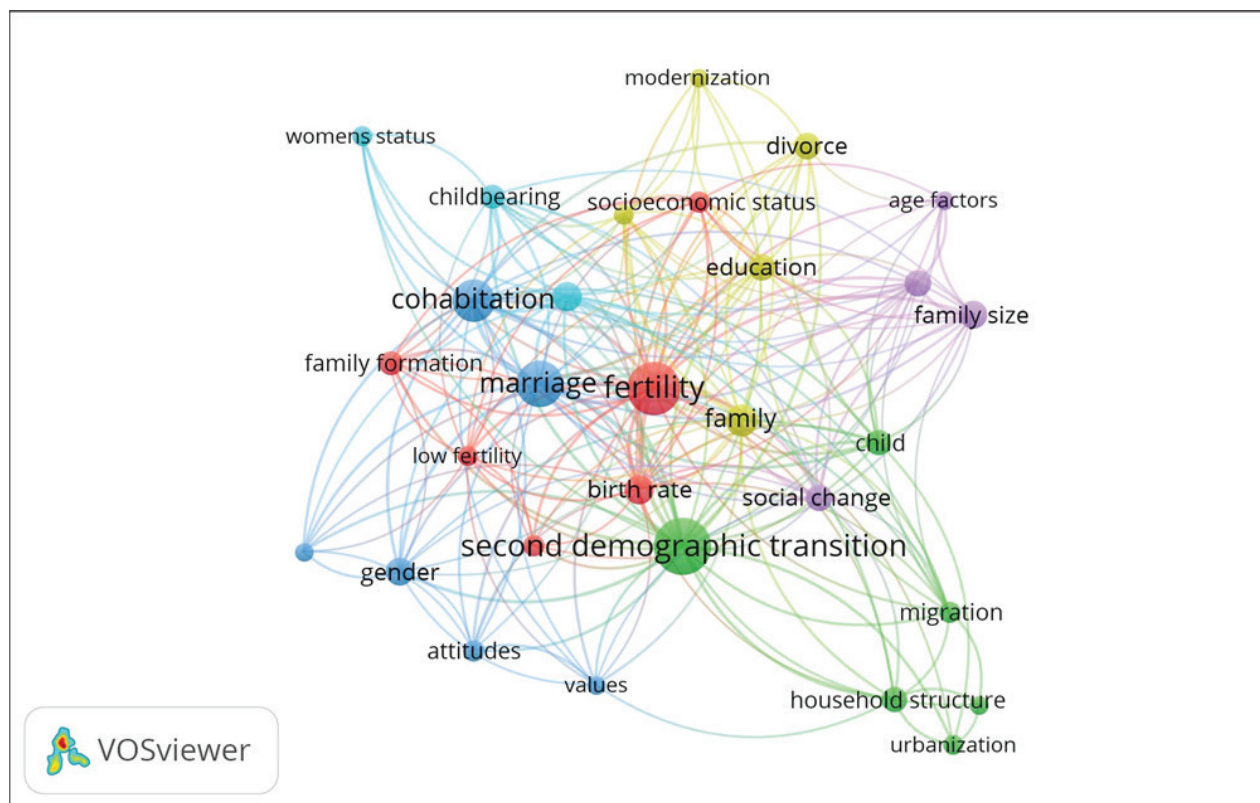 modernization
womens status
divorce
childbearing
socioeconomic status
age factors
education
cohabitation
family size
family formation
marriage
fertility
family
child
low fertility
birth rate
social change
second demographic transition
gender
migration
attitudes
values
household structure
urbanization
VOSviewer